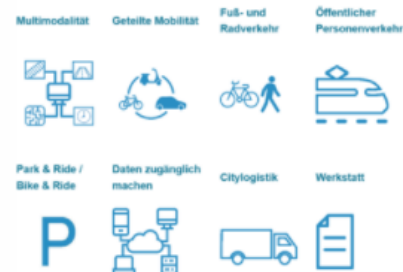 Multimodalität
Geteilte Mobilität
Fuß- und
Radverkehr
Öffentlicher
Personenverkehr
Park & Ride /
Bike & Ride
Daten zugänglich
machen
Citylogistik
Werkstatt
P